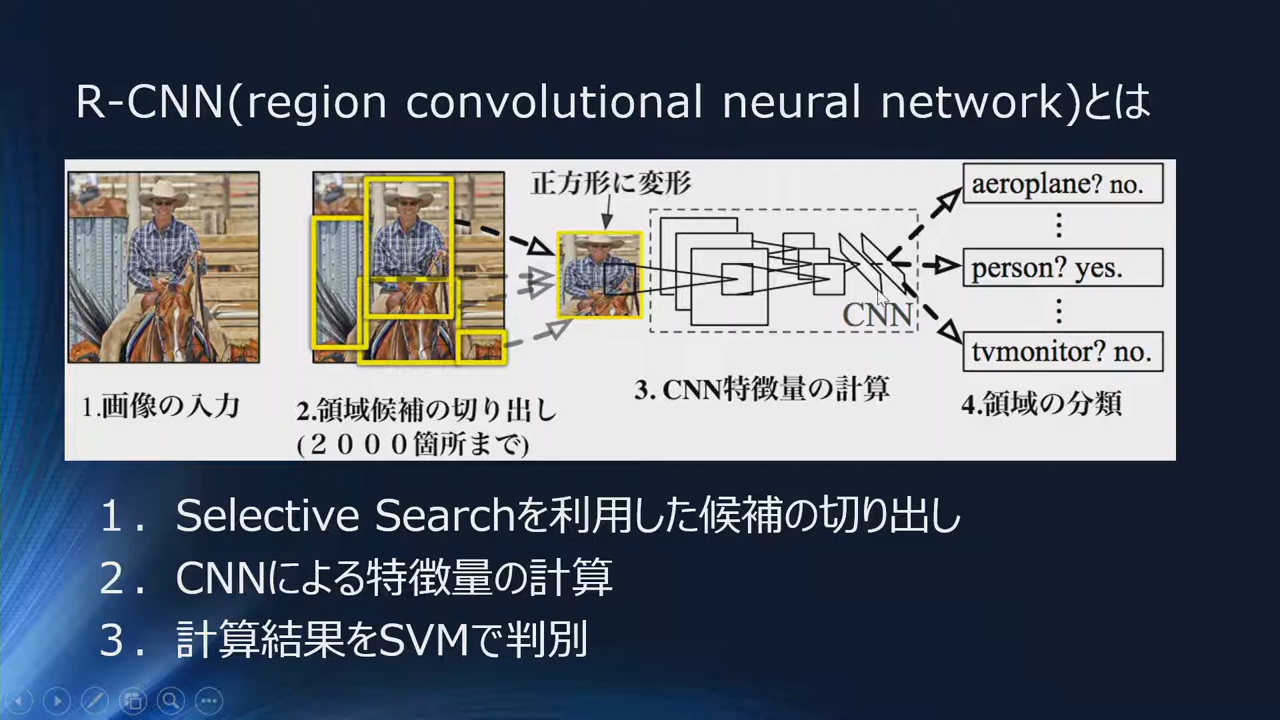 R-CNN(region convolutional neural network)とは
正方形に変形
aeroplane? no.
person? yes.
tvmonitor? no.
CNN
1.画像の入力
2.領域候補の切り出し
(２０００箇所まで)
3. CNN特徴量の計算
4.領域の分類
１．Selective Searchを利用した候補の切り出し
２．CNNによる特徴量の計算
３．計算結果をSVMで判別